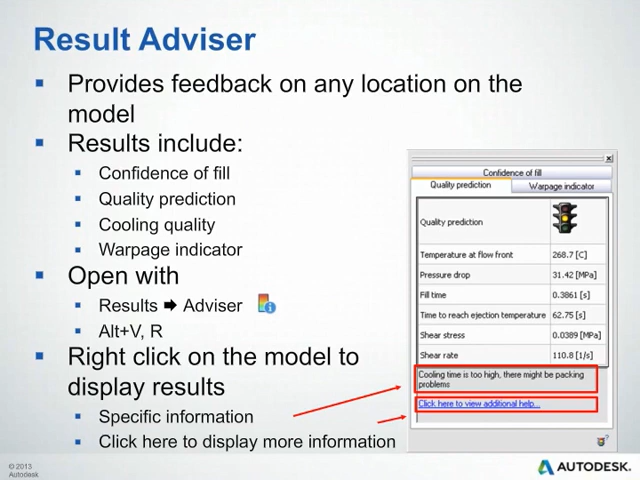 Result Adviser
Provides feedback on any location on the
model
Results include:
Confidence of fill
Quality prediction
Cooling quality
Warpage indicator
Open with
Results Adviser
Alt+V, R
Right click on the model to
display results
Specific information
Click here to display more information
Confidence of fill
Quality prediction
Warpage indicator
Quality prediction
Temperature at flow front 268.7 [C]
Pressure drop 31.42 [MPa]
Fill time 0.3861 [s]
Time to reach ejection temperature 62.75 [s]
Shear stress 0.0389 [MPa]
Shear rate 110.8 [1/s]
Cooling time is too high, there might be packing
problems
Click here to view additional help...
© 2013
Autodesk
AUTODESK.